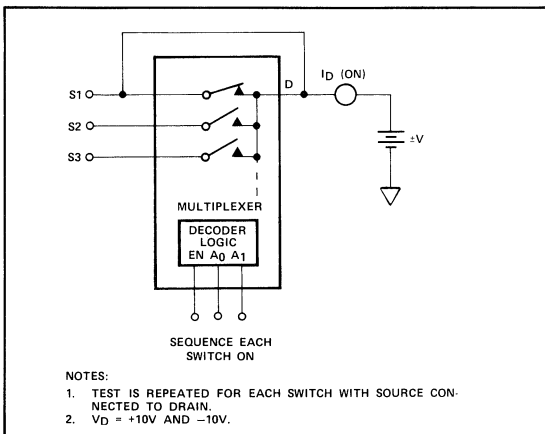 D
I_D (ON)
S1
S2
S3
±V
MULTIPLEXER
DECODER
LOGIC
EN A0 A1
SEQUENCE EACH
SWITCH ON
NOTES:
1. TEST IS REPEATED FOR EACH SWITCH WITH SOURCE CON-
NECTED TO DRAIN.
2. VD = +10V AND −10V.